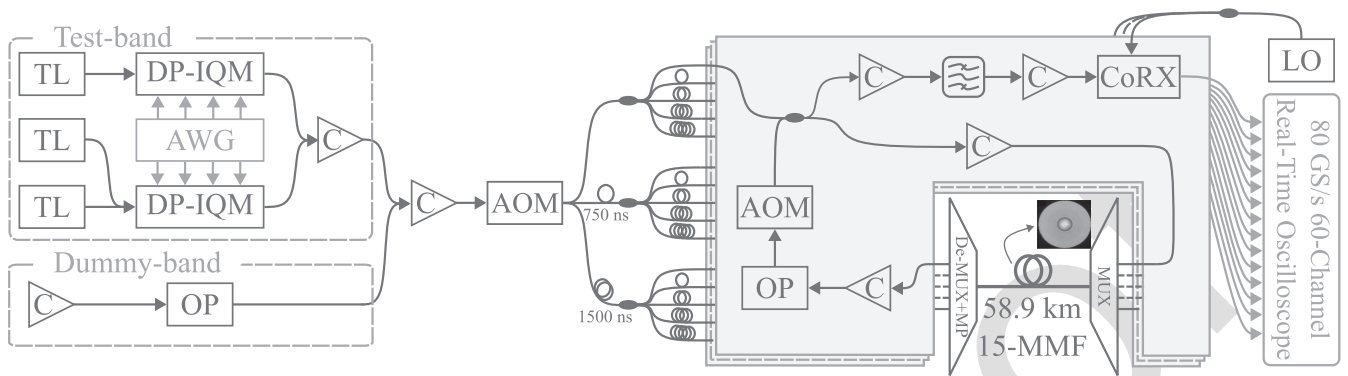 Test-band
TL
DP-IQM
TL
AWG
C
TL
DP-IQM
Dummy-band
C
OP
C
AOM
750 ns
1500 ns
C
C
CoRX
LO
C
AOM
OP
C
De-MUX+MP
MUX
58.9 km
15-MMF
80 GS/s 60-Channel
Real-Time Oscilloscope